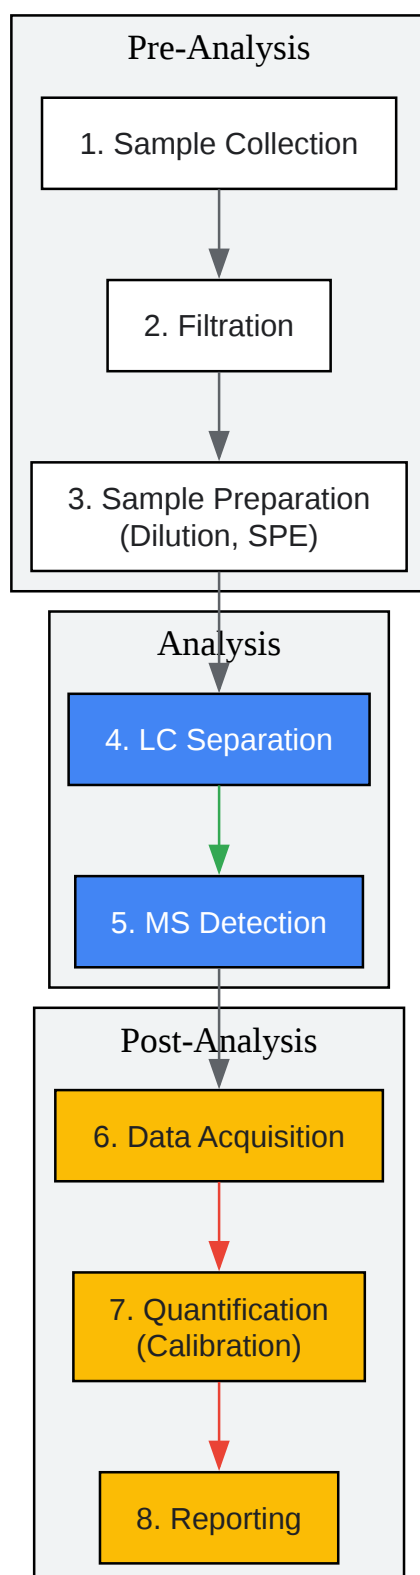 Pre-Analysis
1. Sample Collection
2. Filtration
3. Sample Preparation
(Dilution, SPE)
Analysis
4. LC Separation
5. MS Detection
Post-Analysis
6. Data Acquisition
7. Quantification
(Calibration)
8. Reporting